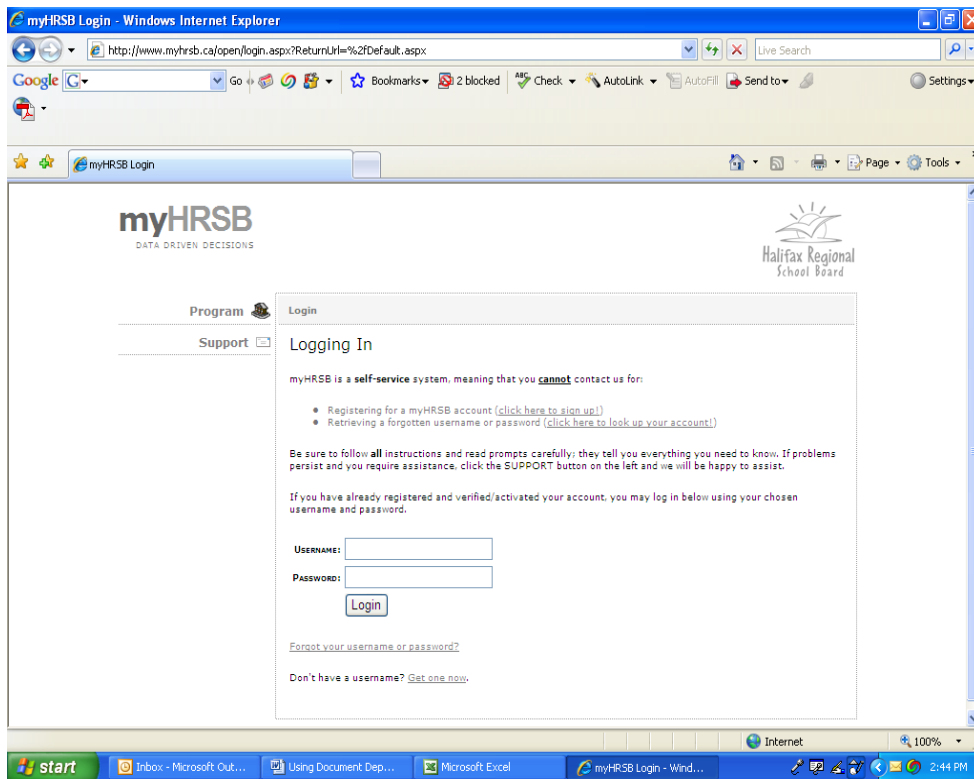 myHRSB Login - Windows Internet Explorer
http://www.myhrsb.ca/open/login.aspx?ReturnUrl=%2fDefault.aspx
Live Search
Google G Go Bookmarks 2 blocked ABC Check AutoLink AutoFill Send to Settings
myHRSB Login Page Tools
myHRSB
DATA DRIVEN DECISIONS
Halifax Regional
School Board
Program
Support
Login
Logging In
myHRSB is a self-service system, meaning that you cannot contact us for:
Registering for a myHRSB account (click here to sign up!)
Retrieving a forgotten username or password (click here to look up your account!)
Be sure to follow all instructions and read prompts carefully; they tell you everything you need to know. If problems
persist and you require assistance, click the SUPPORT button on the left and we will be happy to assist.
If you have already registered and verified/activated your account, you may log in below using your chosen
username and password.
USERNAME:
PASSWORD:
Login
Forgot your username or password?
Don't have a username? Get one now.
Internet 100%
start Inbox - Microsoft Out... Using Document Dep... Microsoft Excel myHRSB Login - Wind... 2:44 PM